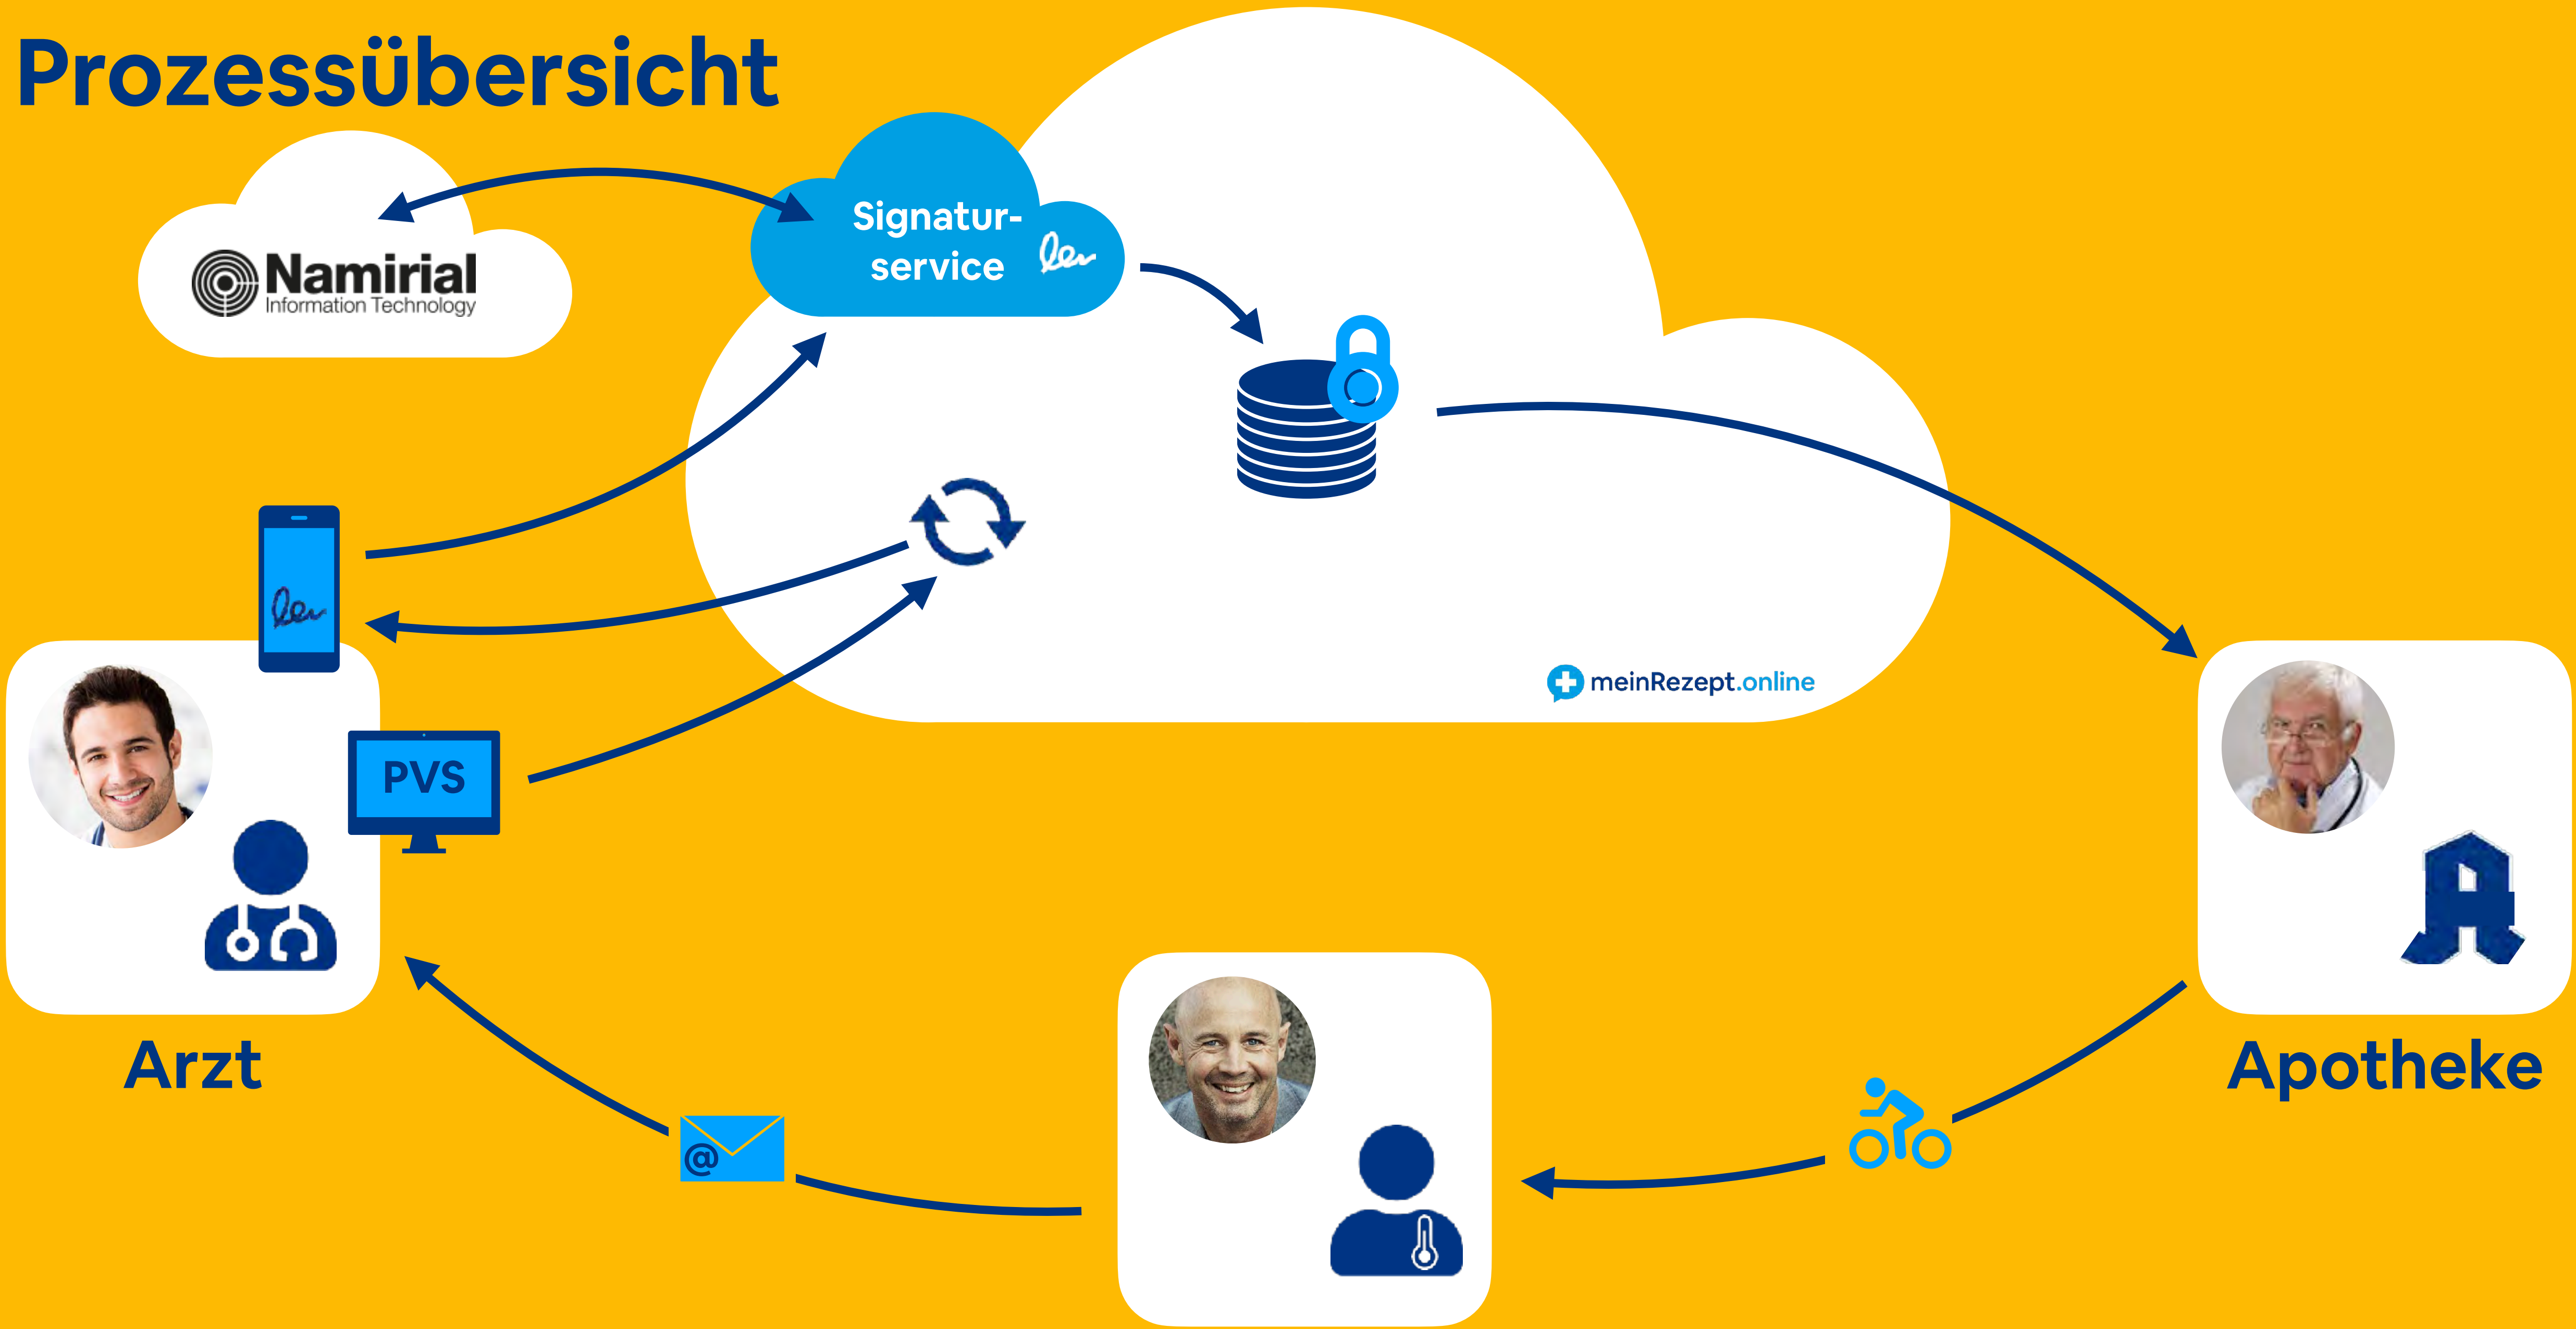 Prozessübersicht
Signatur-
service
Namirial
Information Technology
meinRezept.online
PVS
@
Arzt
Apotheke